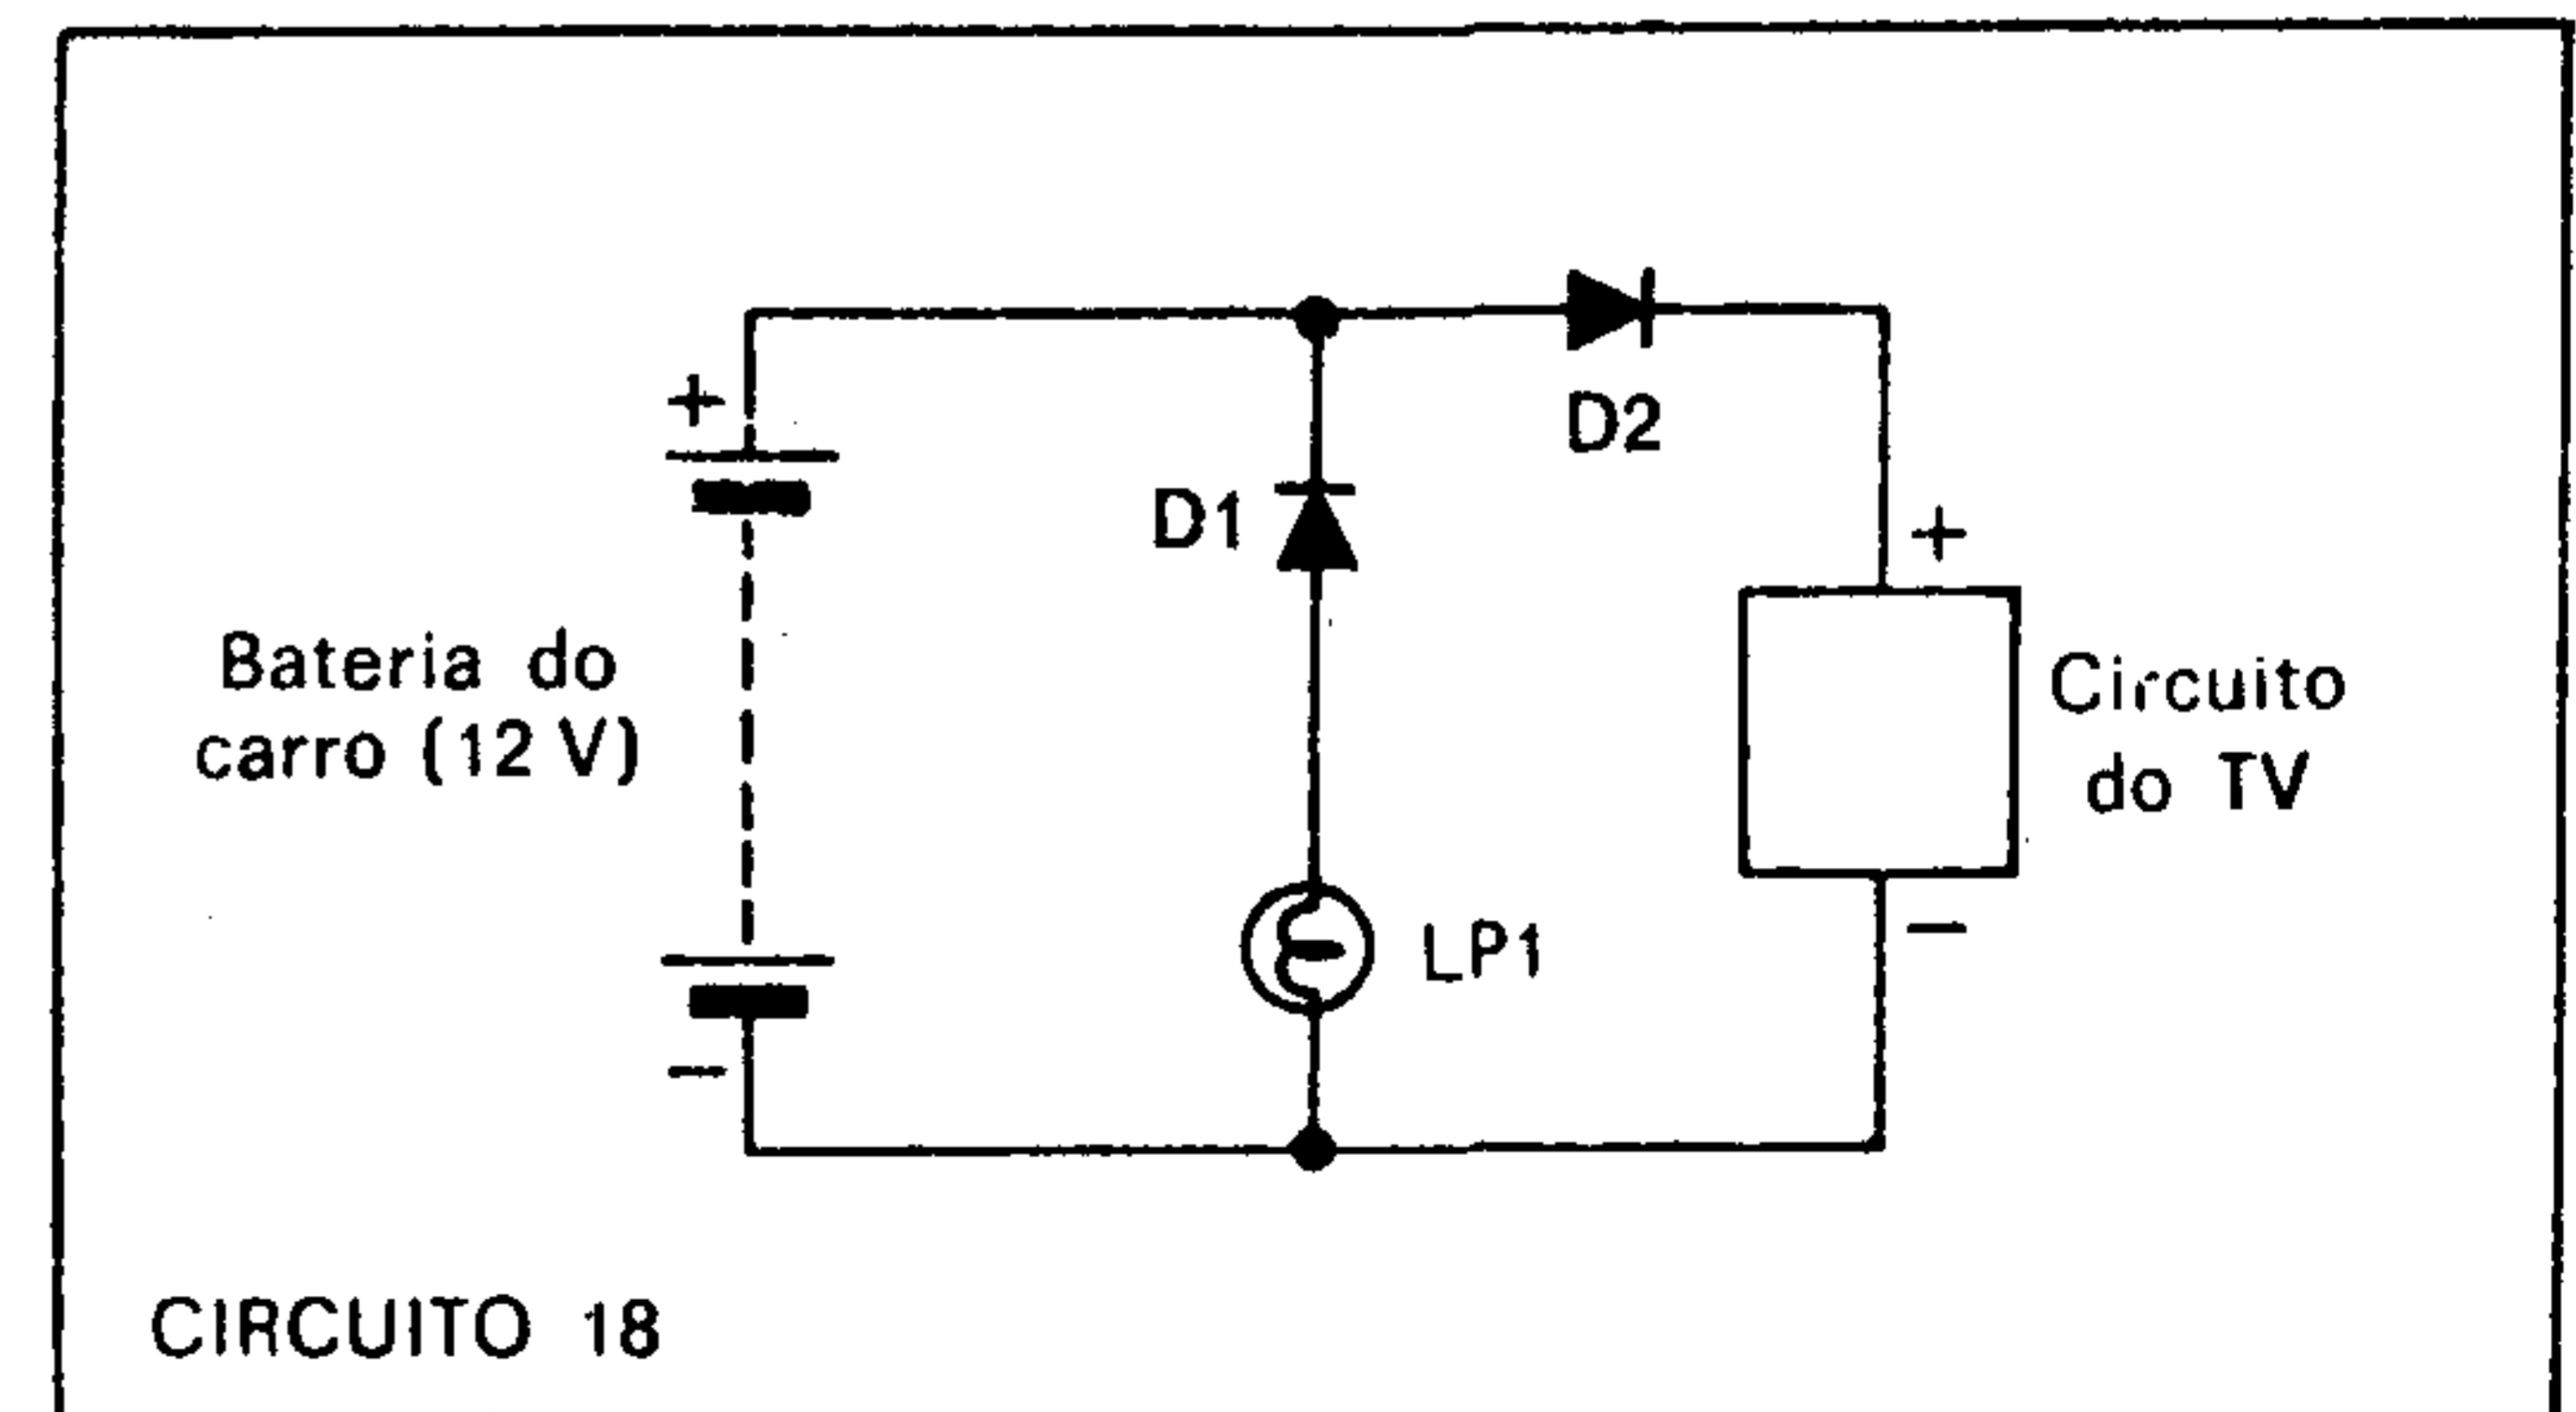 D2
+
D1
+
Bateria do
carro (12 V)
Circuito
do TV
LP1
−
−
CIRCUITO 18